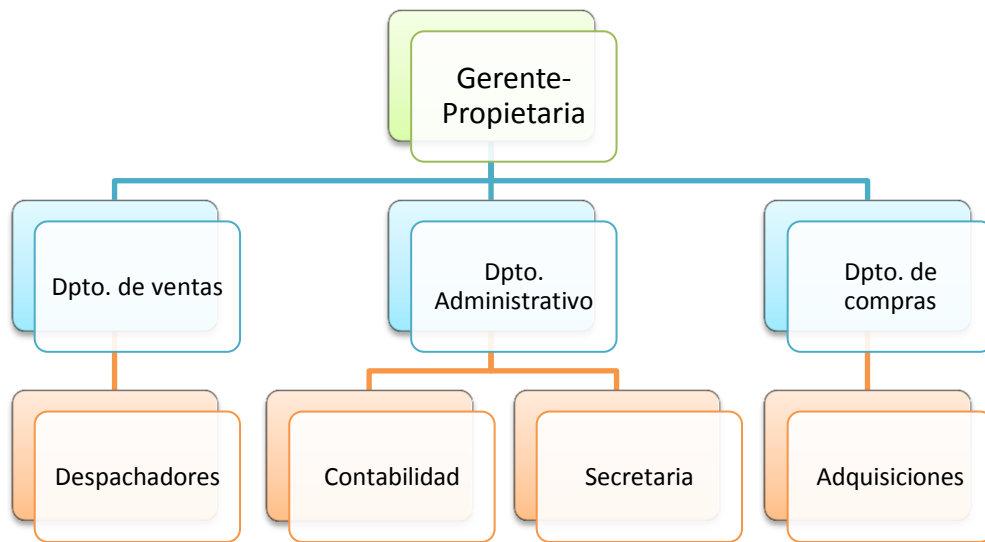 Gerente-
Propietaria
Dpto. de ventas
Dpto.
Administrativo
Dpto. de
compras
Despachadores
Contabilidad
Secretaria
Adquisiciones